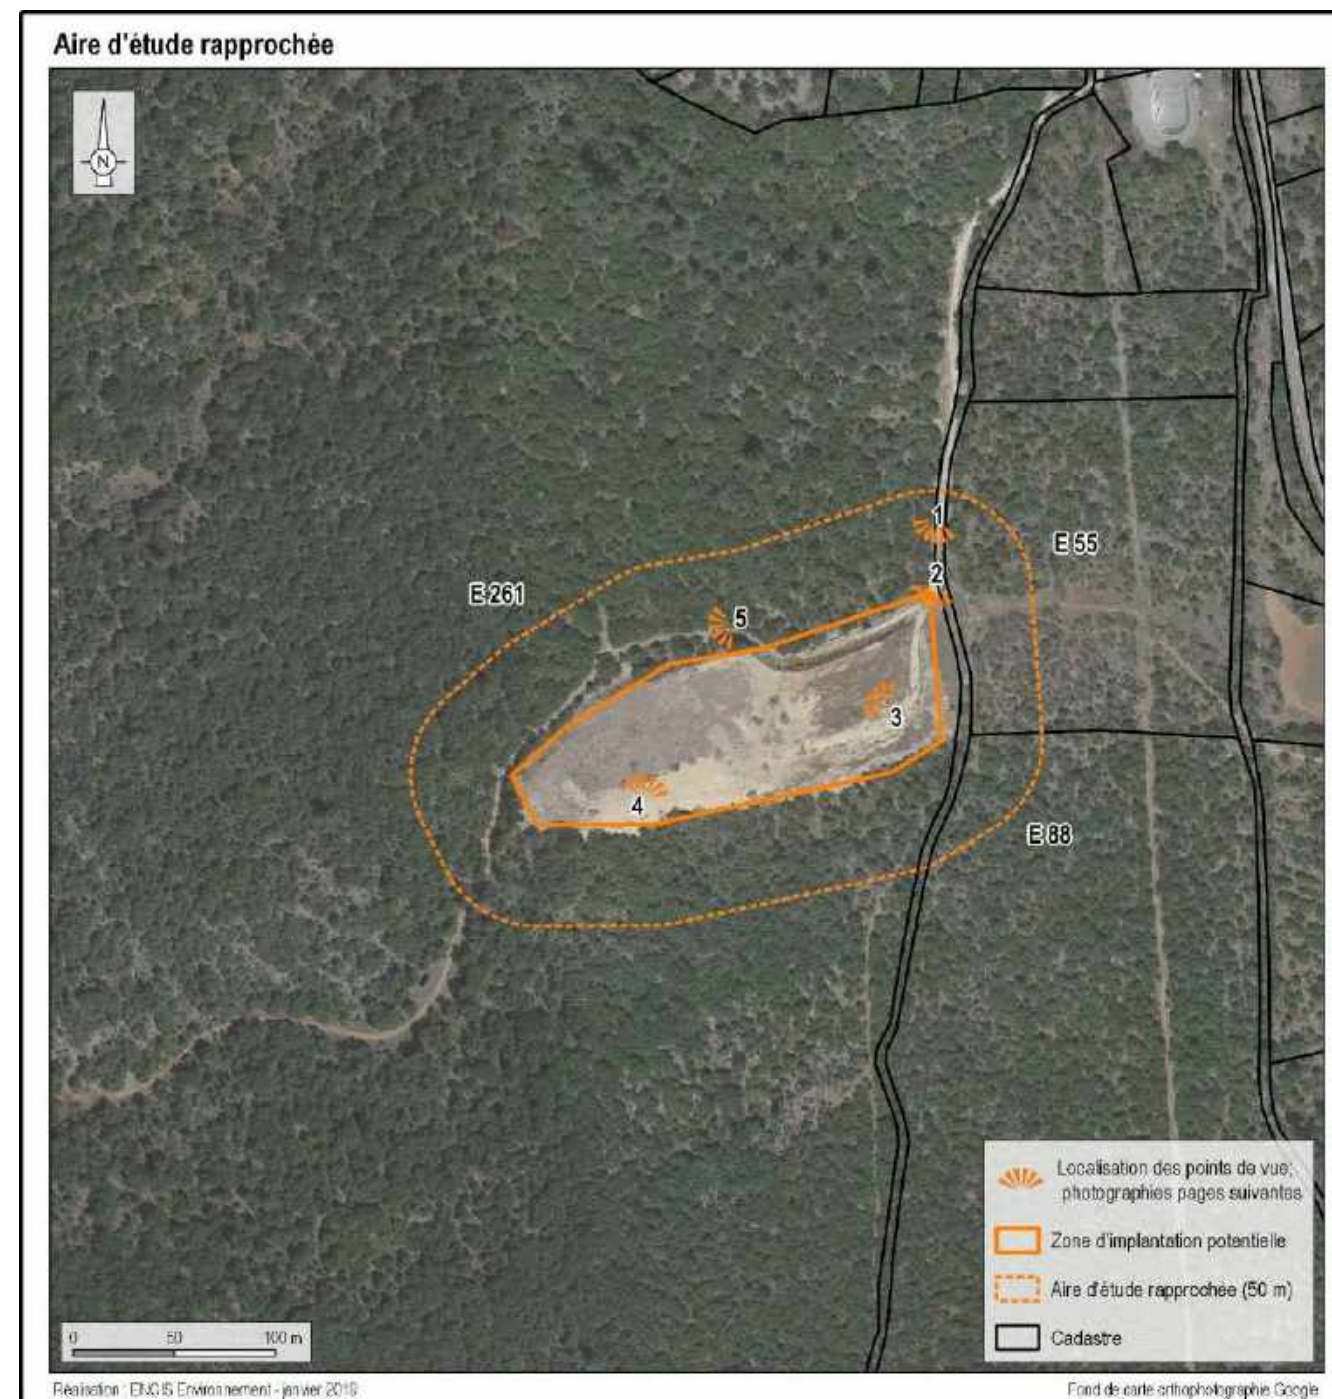 Aire d'étude rapprochée
N
1
E 55
2
E 261
5
3
4
E 88
Localisation des points de vue;
photographies pages suivantes
Zone d'implantation potentielle
Aire d'étude rapprochée (50 m)
Cadastre
0 50 100 m
Réalisation : ENCIS Environnement - janvier 2019
Fond de carte orthophotographie Google